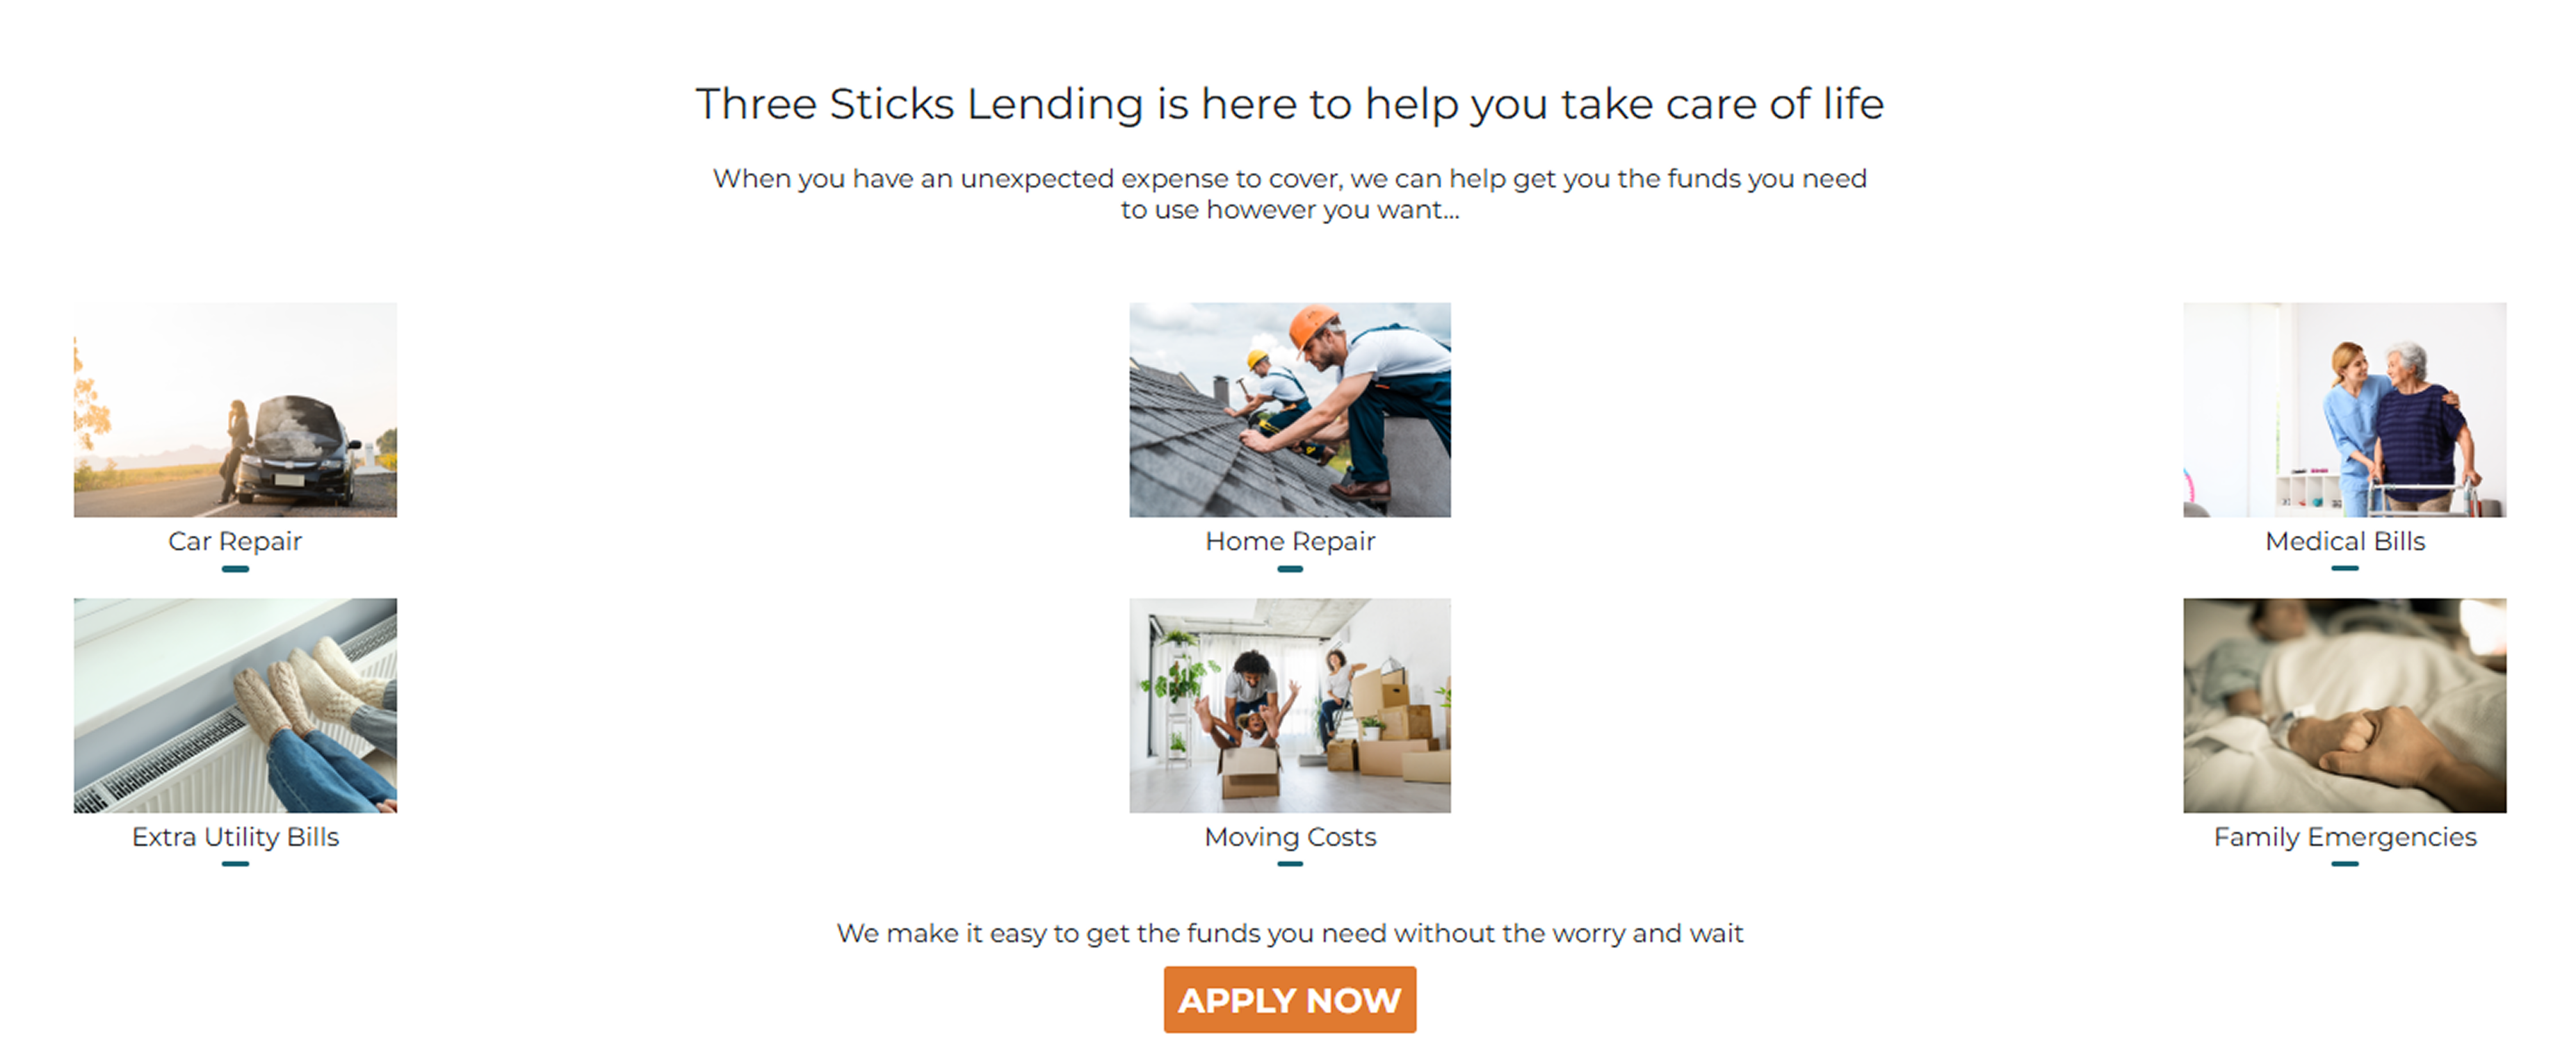 Three Sticks Lending is here to help you take care of life
When you have an unexpected expense to cover, we can help get you the funds you need
to use however you want...
Car Repair
Home Repair
Medical Bills
Extra Utility Bills
Moving Costs
Family Emergencies
We make it easy to get the funds you need without the worry and wait
APPLY NOW